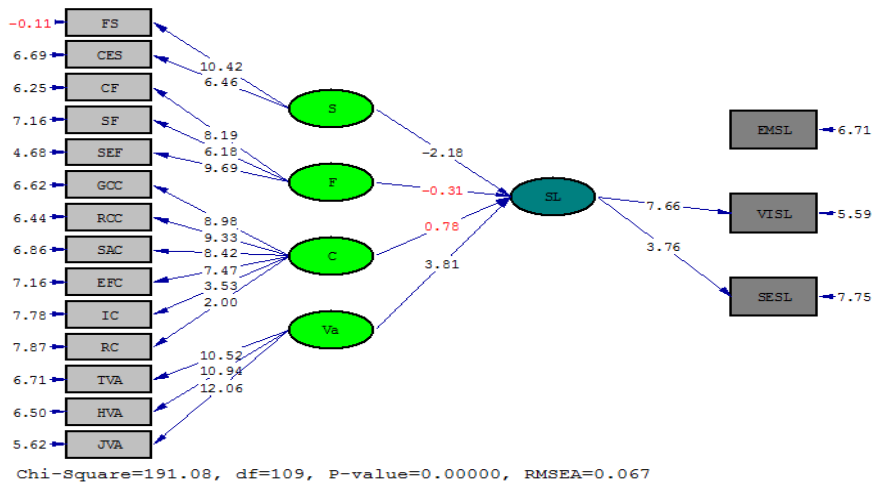 -0.11 FS
6.69 CES
6.25 CF
7.16 SF
4.68 SEF
6.62 GCC
6.44 RCC
6.86 SAC
7.16 EFC
7.78 IC
7.87 RC
6.71 TVA
6.50 HVA
5.62 JVA
10.42
6.46
8.19
6.18
9.69
8.98
9.33
8.42
7.47
3.53
2.00
10.52
10.94
12.06
S
F
C
Va
-2.18
-0.31
0.78
3.81
SL
7.66
3.76
EMSL 6.71
VISL 5.59
SESL 7.75
Chi-Square=191.08, df=109, P-value=0.00000, RMSEA=0.067